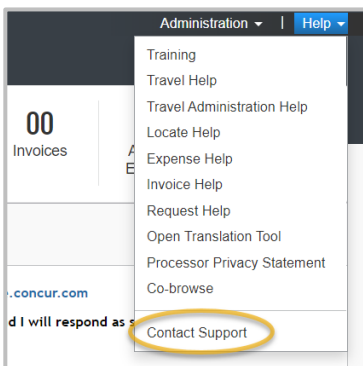 Administration | Help
Training
Travel Help
Travel Administration Help
Locate Help
Expense Help
Invoice Help
Request Help
Open Translation Tool
Processor Privacy Statement
Co-browse
Contact Support
00
Invoices
.concur.com
d I will respond as s